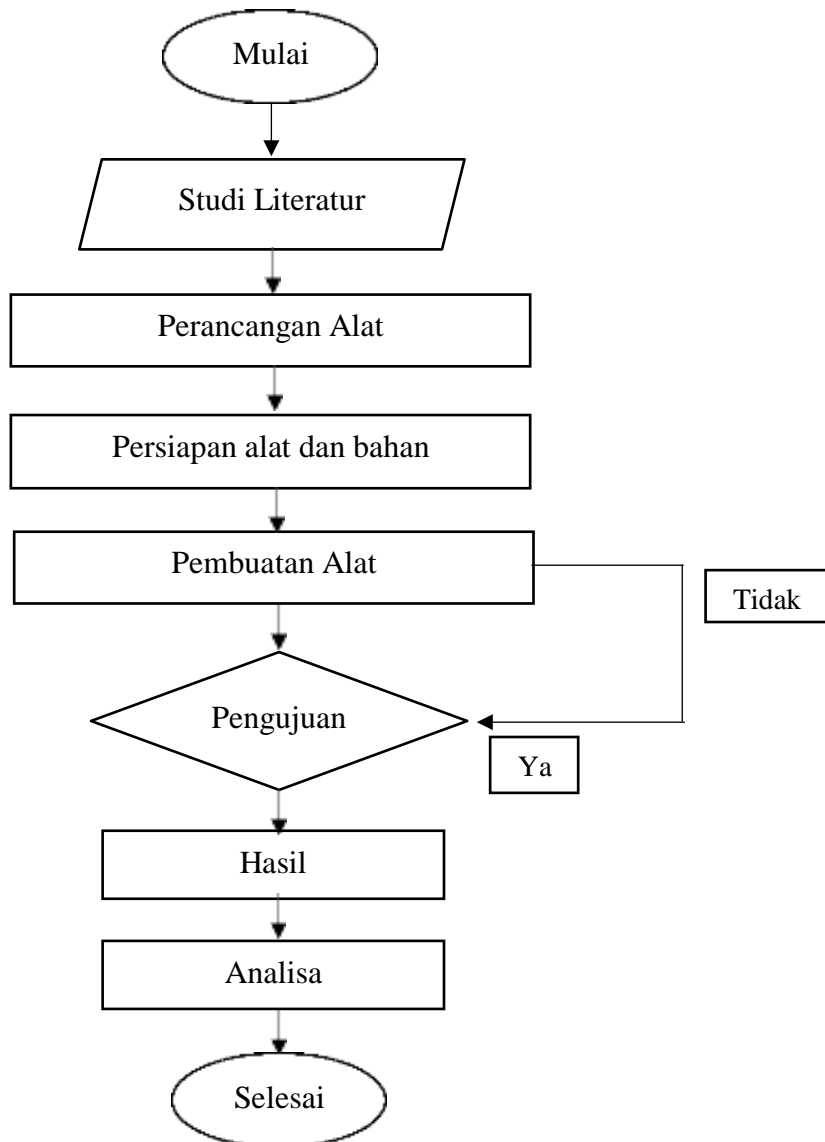 Mulai
Studi Literatur
Perancangan Alat
Persiapan alat dan bahan
Pembuatan Alat
Tidak
Pengujuan
Ya
Hasil
Analisa
Selesai